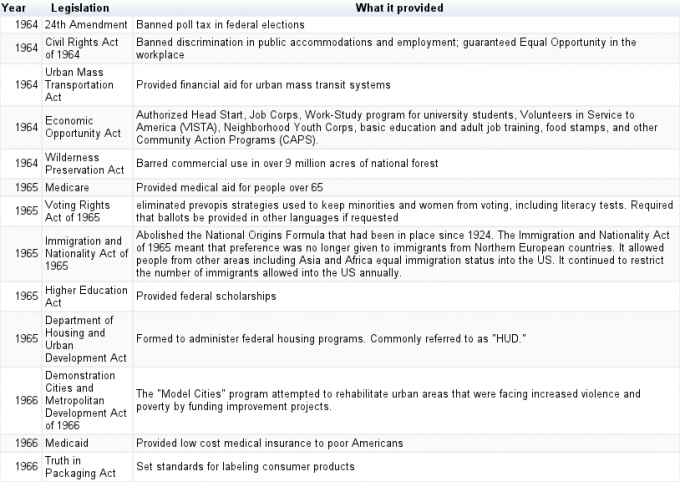 Year Legislation What it provided
1964 24th Amendment Banned poll tax in federal elections
1964 Civil Rights Act of 1964 Banned discrimination in public accommodations and employment; guaranteed Equal Opportunity in the
workplace
1964 Urban Mass Transportation Act Provided financial aid for urban mass transit systems
1964 Economic Opportunity Act Authorized Head Start, Job Corps, Work-Study program for university students, Volunteers in Service to
America (VISTA), Neighborhood Youth Corps, basic education and adult job training, food stamps, and other
Community Action Programs (CAPS).
1964 Wilderness Preservation Act Barred commercial use in over 9 million acres of national forest
1965 Medicare Provided medical aid for people over 65
1965 Voting Rights Act of 1965 eliminated prevopis strategies used to keep minorities and women from voting, including literacy tests. Required
that ballots be provided in other languages if requested
1965 Immigration and Nationality Act of 1965 Abolished the National Origins Formula that had been in place since 1924. The Immigration and Nationality Act
of 1965 meant that preference was no longer given to immigrants from Northern European countries. It allowed
people from other areas including Asia and Africa equal immigration status into the US. It continued to restrict
the number of immigrants allowed into the US annually.
1965 Higher Education Act Provided federal scholarships
1965 Department of Housing and Urban Development Act Formed to administer federal housing programs. Commonly referred to as "HUD."
1966 Demonstration Cities and Metropolitan Development Act of 1966 The "Model Cities" program attempted to rehabilitate urban areas that were facing increased violence and
poverty by funding improvement projects.
1966 Medicaid Provided low cost medical insurance to poor Americans
1966 Truth in Packaging Act Set standards for labeling consumer products